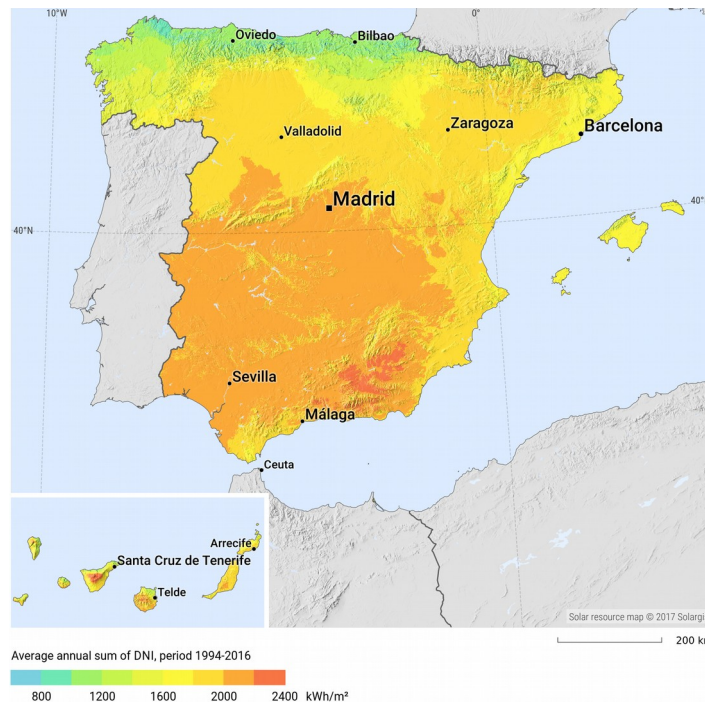 10°W
0°
Oviedo
Bilbao
Valladolid
Zaragoza
Barcelona
Madrid
40°N
40°
Sevilla
Málaga
Ceuta
Arrecife
Santa Cruz de Tenerife
Telde
Solar resource map © 2017 Solargi
200 k
Average annual sum of DNI, period 1994-2016
800 1200 1600 2000 2400 kWh/m²